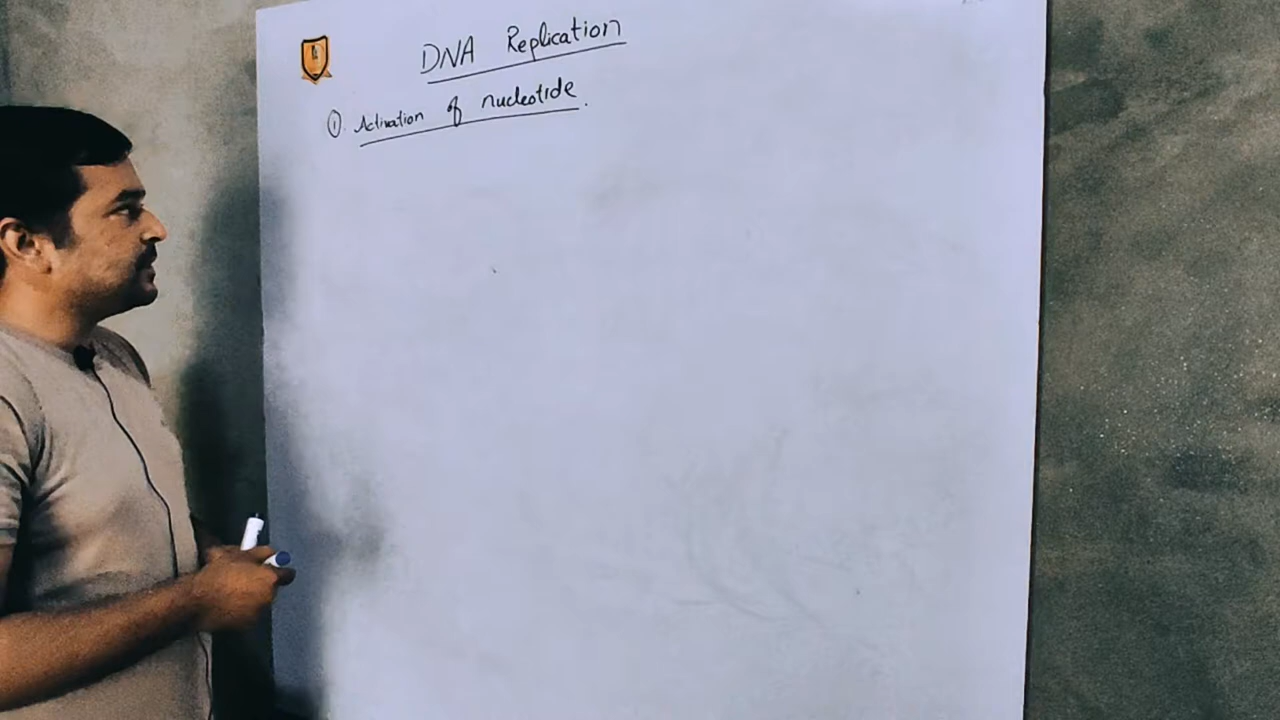 DNA Replication
① Activation of nucleotide.